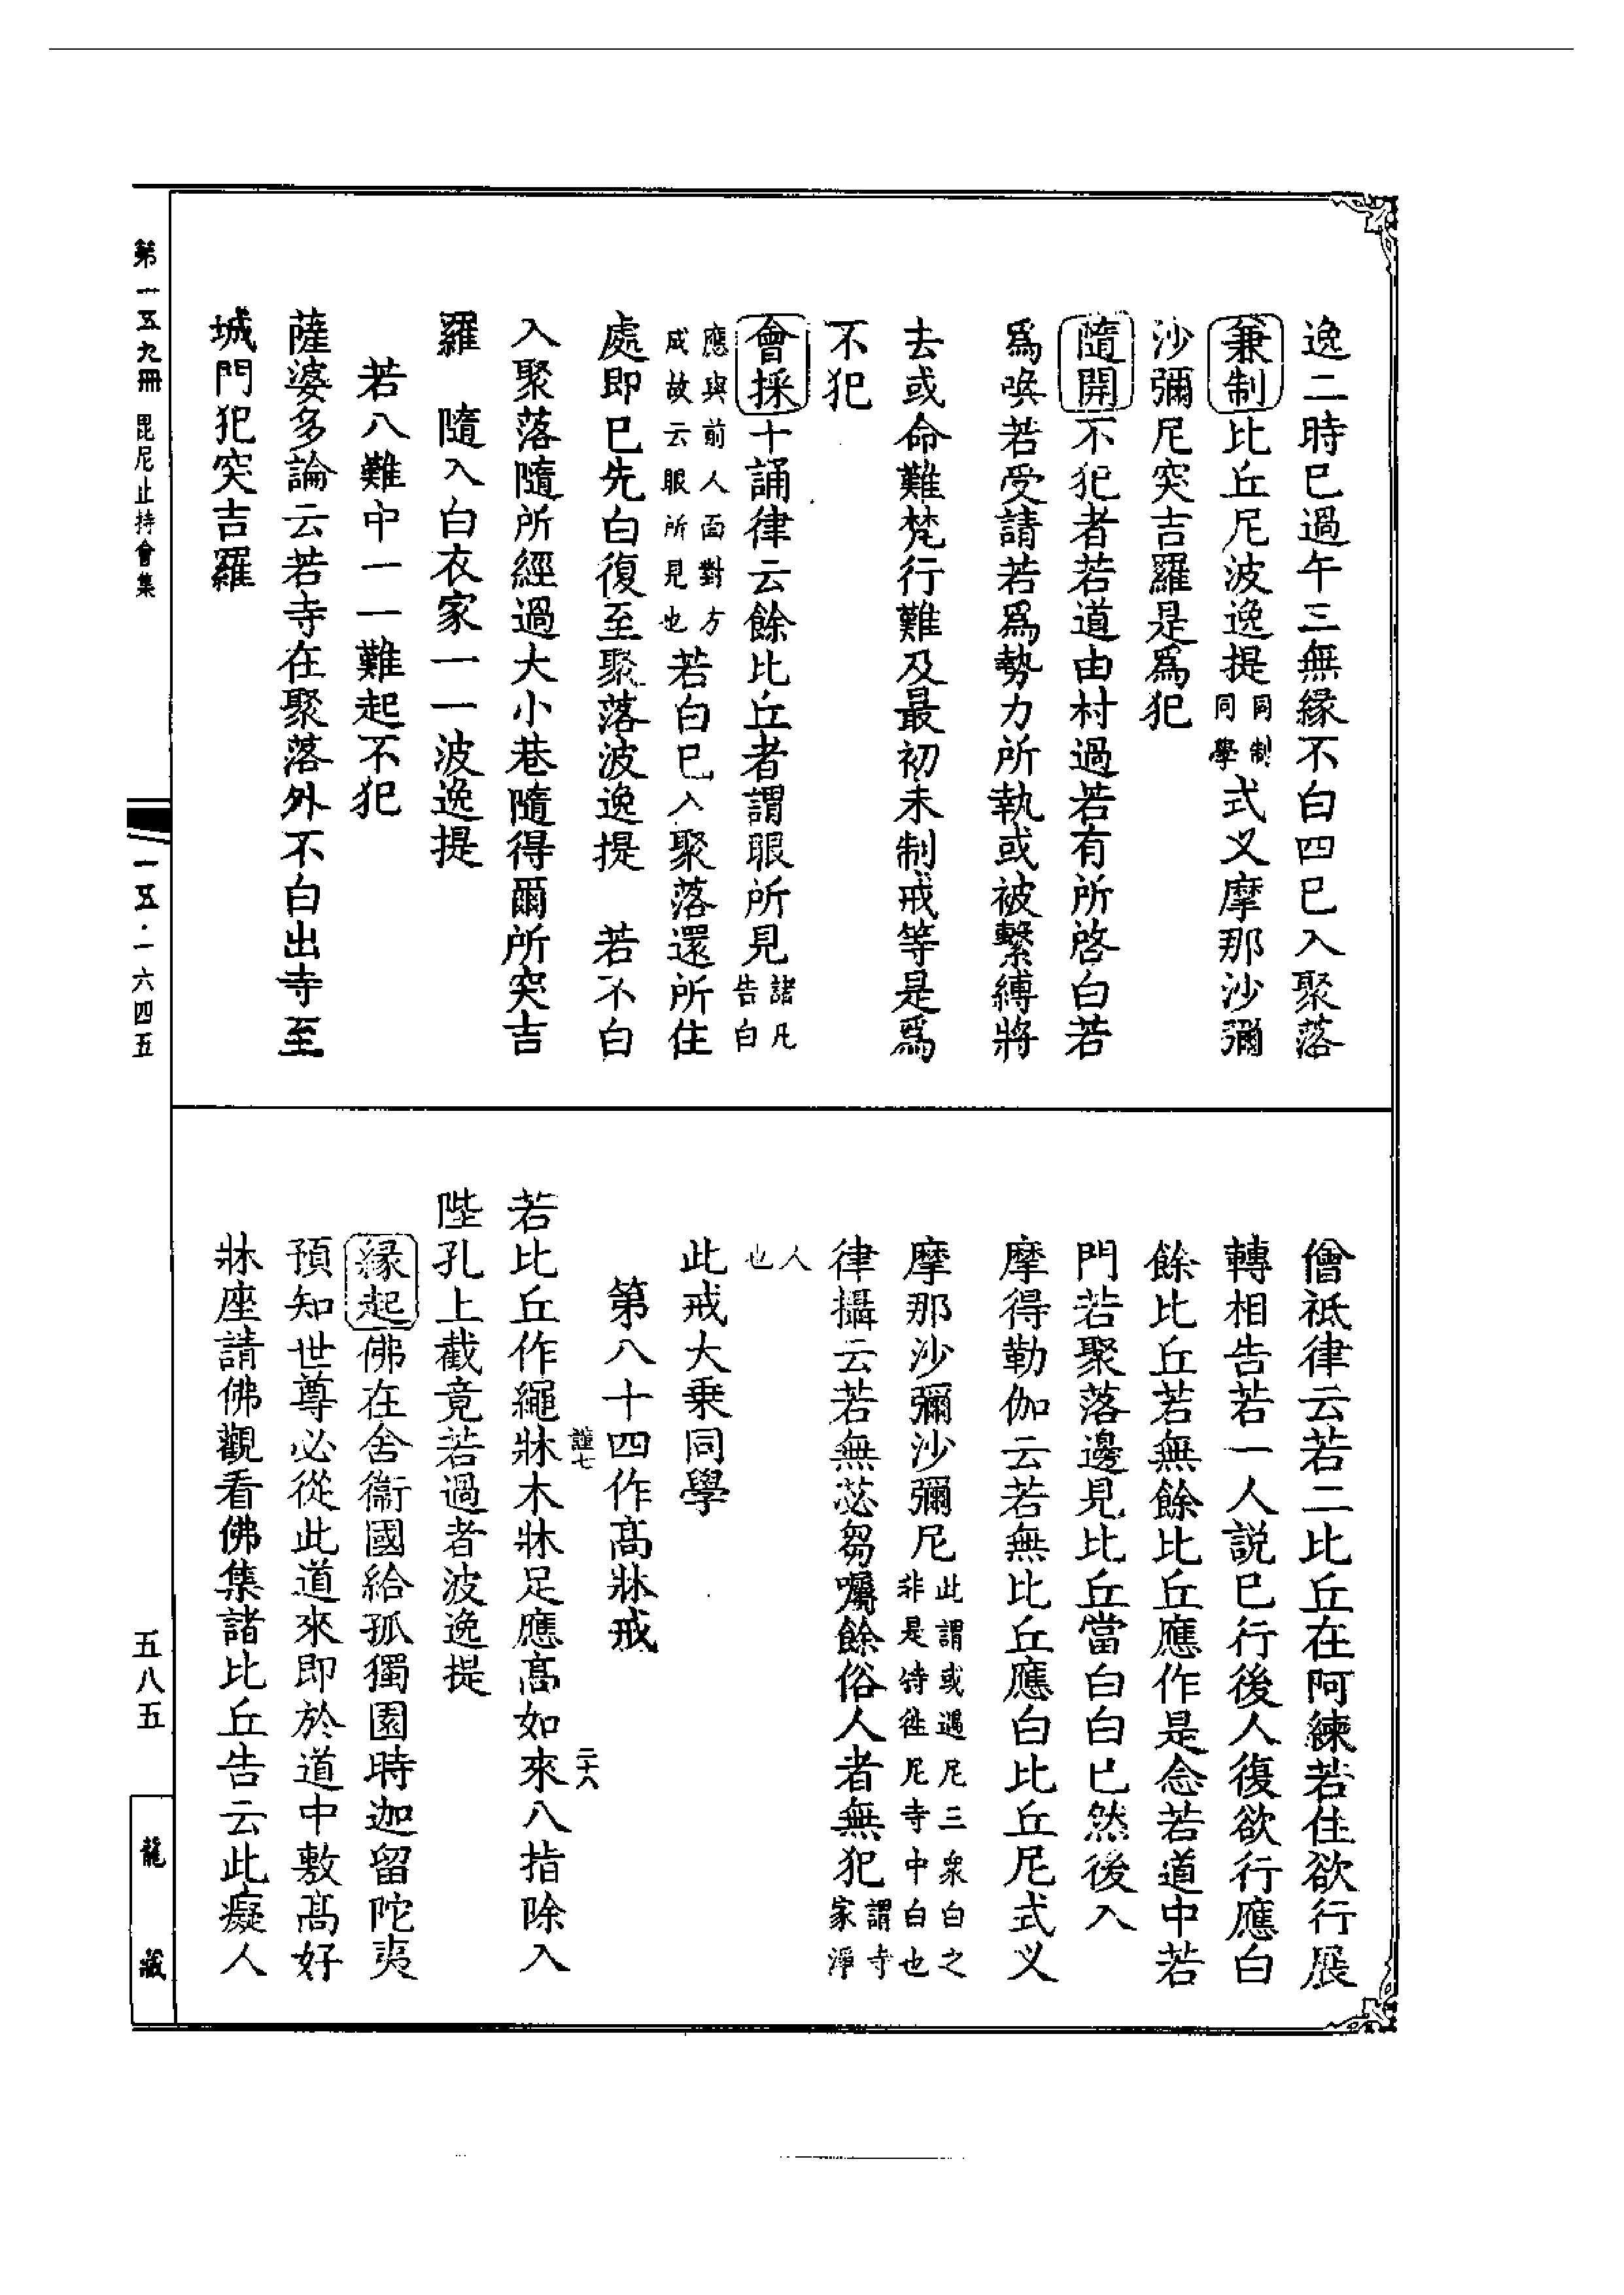 逸二時已過午三無緣不白四已入聚落
兼制比丘尼波逸提同制同學式叉摩那沙彌
沙彌尼突吉羅是爲犯
隨開不犯者若道由村過若有所啓白若
爲喚若受請若爲勢力所執或被繫縛將
去或命難梵行難及最初未制戒等是爲
不犯
會採十誦律云餘比丘者謂眼所見諸凡告白
應與前人面對方成故云眼所見也若白已入聚落還所住
處即已先白復至聚落波逸提　若不白
入聚落隨所經過大小巷隨得爾所突吉
羅　隨入白衣家一一波逸提
若八難中一一難起不犯
薩婆多論云若寺在聚落外不白出寺至
城門犯突吉羅
僧祇律云若二比丘在阿練若住欲行展
轉相告若一人說已行後人復欲行應白
餘比丘若無餘比丘應作是念若道中若
門若聚落邊見比丘當白白已然後入
摩得勒伽云若無比丘應白比丘尼式叉
摩那沙彌沙彌尼此謂或遇尼三衆白之非是特往尼寺中白也
律攝云若無苾芻囑餘俗人者無犯謂寺家淨
人也
此戒大乘同學
第八十四作高牀戒
謹七
二十六
若比丘作繩牀木牀足應高如來八指除入
陛孔上截竟若過者波逸提
緣起佛在舍衞國給孤獨園時迦留陀夷
預知世尊必從此道來即於道中敷高好
牀座請佛觀看佛集諸比丘告云此癡人
第一五九冊　毘尼止持會集
一五·一六四五
五八五
龍藏